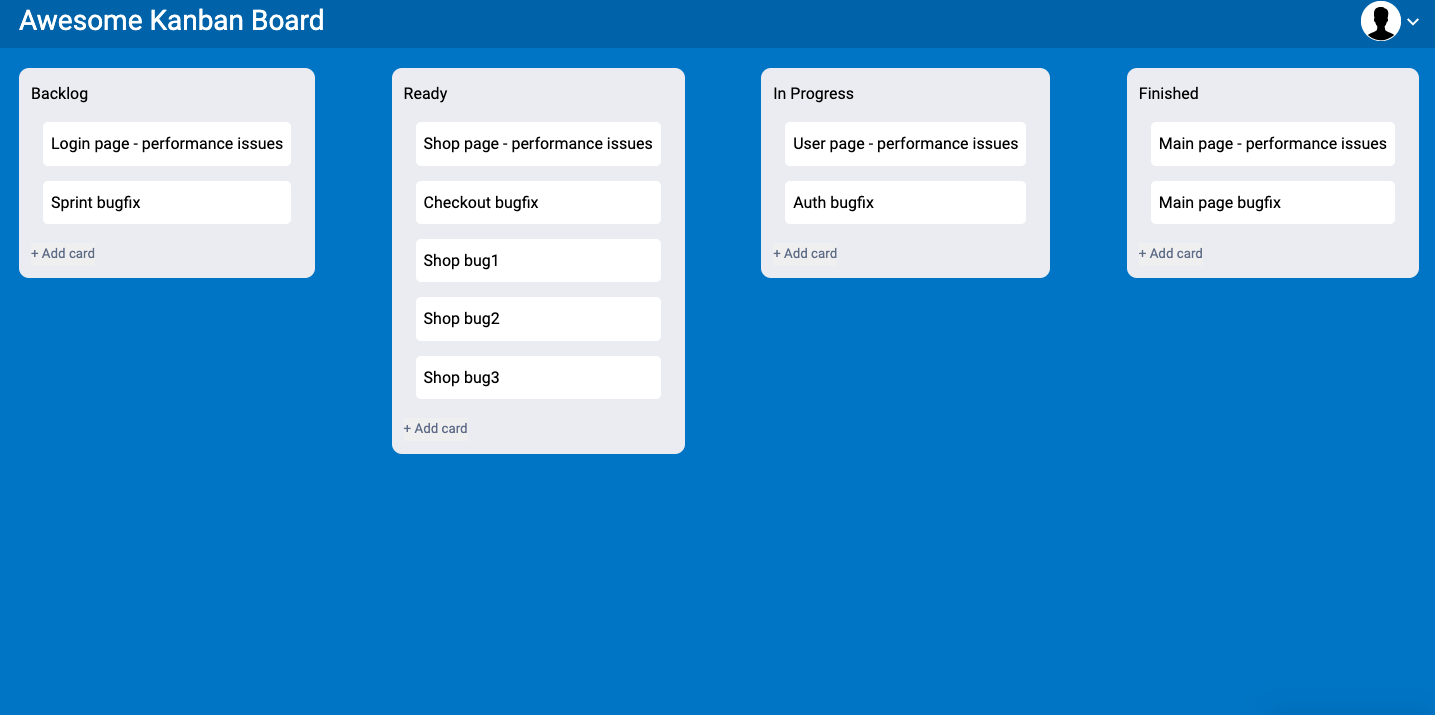 Awesome Kanban Board
Backlog
Login page - performance issues
Sprint bugfix
+ Add card
Ready
Shop page - performance issues
Checkout bugfix
Shop bug1
Shop bug2
Shop bug3
+ Add card
In Progress
User page - performance issues
Auth bugfix
+ Add card
Finished
Main page - performance issues
Main page bugfix
+ Add card